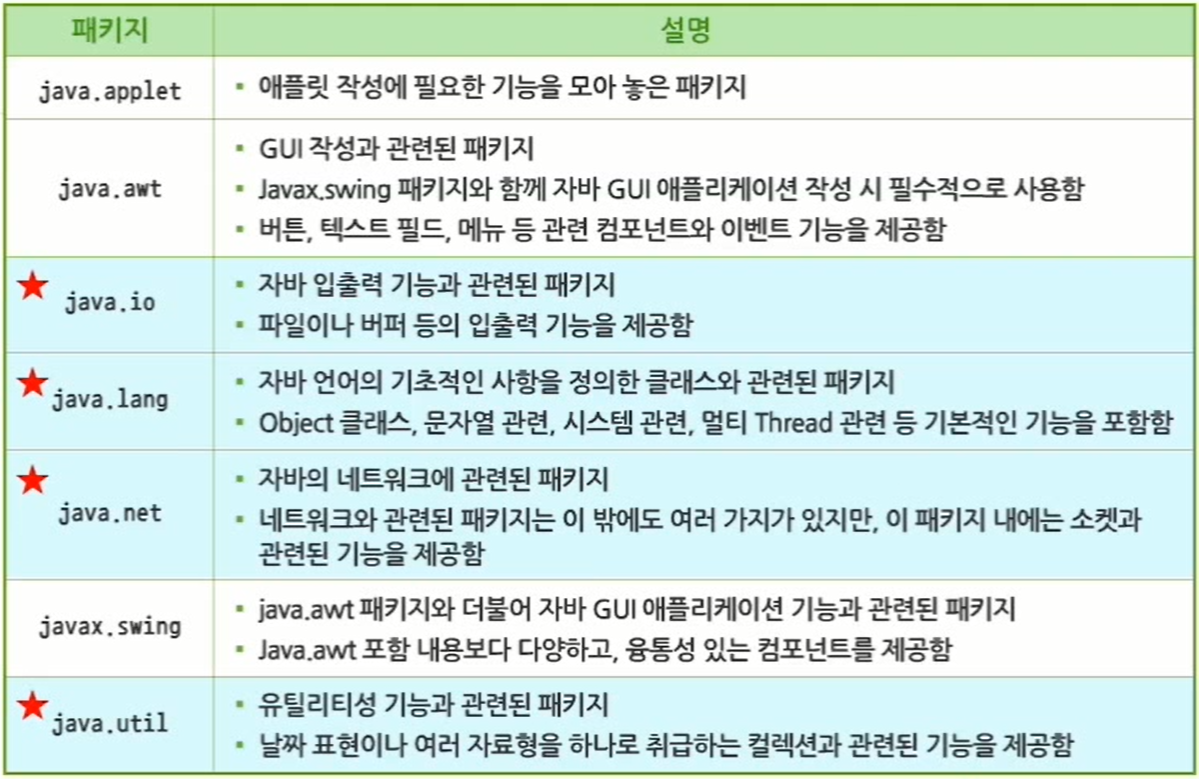 패키지 설명
java.applet ▪ 애플릿 작성에 필요한 기능을 모아 놓은 패키지
java.awt
▪ GUI 작성과 관련된 패키지
▪ Javax.swing 패키지와 함께 자바 GUI 애플리케이션 작성 시 필수적으로 사용함
▪ 버튼, 텍스트 필드, 메뉴 등 관련 컴포넌트와 이벤트 기능을 제공함
★ java.io
▪ 자바 입출력 기능과 관련된 패키지
▪ 파일이나 버퍼 등의 입출력 기능을 제공함
★ java.lang
▪ 자바 언어의 기초적인 사항을 정의한 클래스와 관련된 패키지
▪ Object 클래스, 문자열 관련, 시스템 관련, 멀티 Thread 관련 등 기본적인 기능을 포함함
★ java.net
▪ 자바의 네트워크에 관련된 패키지
▪ 네트워크와 관련된 패키지는 이 밖에도 여러 가지가 있지만, 이 패키지 내에는 소켓과
관련된 기능을 제공함
javax.swing
▪ java.awt 패키지와 더불어 자바 GUI 애플리케이션 기능과 관련된 패키지
▪ Java.awt 포함 내용보다 다양하고, 융통성 있는 컴포넌트를 제공함
★ java.util
▪ 유틸리티성 기능과 관련된 패키지
▪ 날짜 표현이나 여러 자료형을 하나로 취급하는 컬렉션과 관련된 기능을 제공함